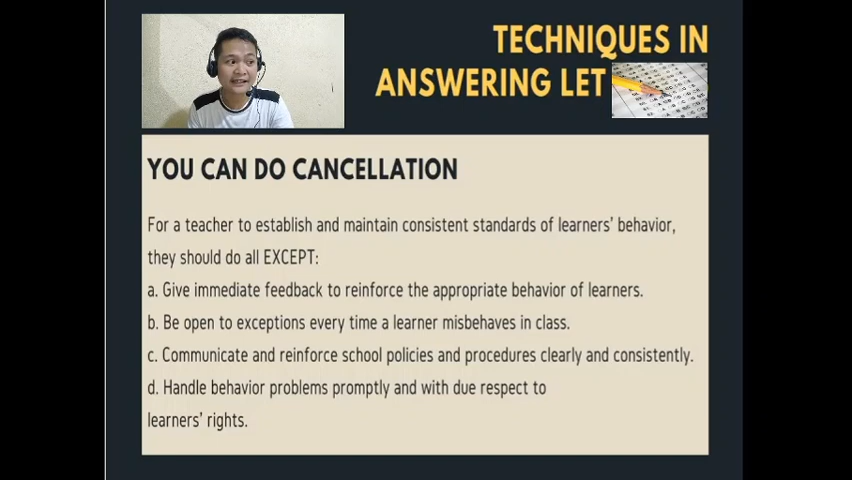 TECHNIQUES IN
ANSWERING LET
YOU CAN DO CANCELLATION
For a teacher to establish and maintain consistent standards of learners' behavior,
they should do all EXCEPT:
a. Give immediate feedback to reinforce the appropriate behavior of learners.
b. Be open to exceptions every time a learner misbehaves in class.
c. Communicate and reinforce school policies and procedures clearly and consistently.
d. Handle behavior problems promptly and with due respect to
learners' rights.